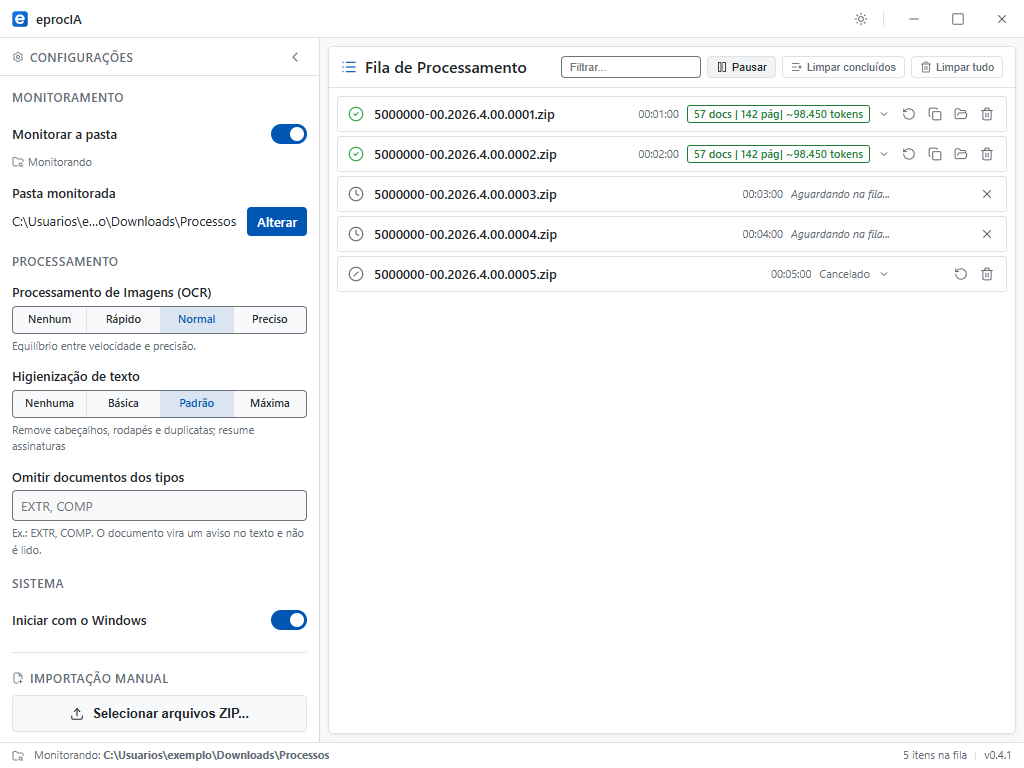 eprocIA
CONFIGURAÇÕES
MONITORAMENTO
Monitorar a pasta
Monitorando
Pasta monitorada
C:\Usuarios\e...o\Downloads\Processos
Alterar
PROCESSAMENTO
Processamento de Imagens (OCR)
Nenhum Rápido Normal Preciso
Equilíbrio entre velocidade e precisão.
Higienização de texto
Nenhuma Básica Padrão Máxima
Remove cabeçalhos, rodapés e duplicatas; resume
assinaturas
Omitir documentos dos tipos
EXTR, COMP
Ex.: EXTR, COMP. O documento vira um aviso no texto e não
é lido.
SISTEMA
Iniciar com o Windows
IMPORTAÇÃO MANUAL
Selecionar arquivos ZIP...
Fila de Processamento
Filtrar...
Pausar
Limpar concluídos
Limpar tudo
5000000-00.2026.4.00.0001.zip 00:01:00 57 docs | 142 pág| ~98.450 tokens
5000000-00.2026.4.00.0002.zip 00:02:00 57 docs | 142 pág| ~98.450 tokens
5000000-00.2026.4.00.0003.zip 00:03:00 Aguardando na fila...
5000000-00.2026.4.00.0004.zip 00:04:00 Aguardando na fila...
5000000-00.2026.4.00.0005.zip 00:05:00 Cancelado
Monitorando: C:\Usuarios\exemplo\Downloads\Processos
5 itens na fila | v0.4.1